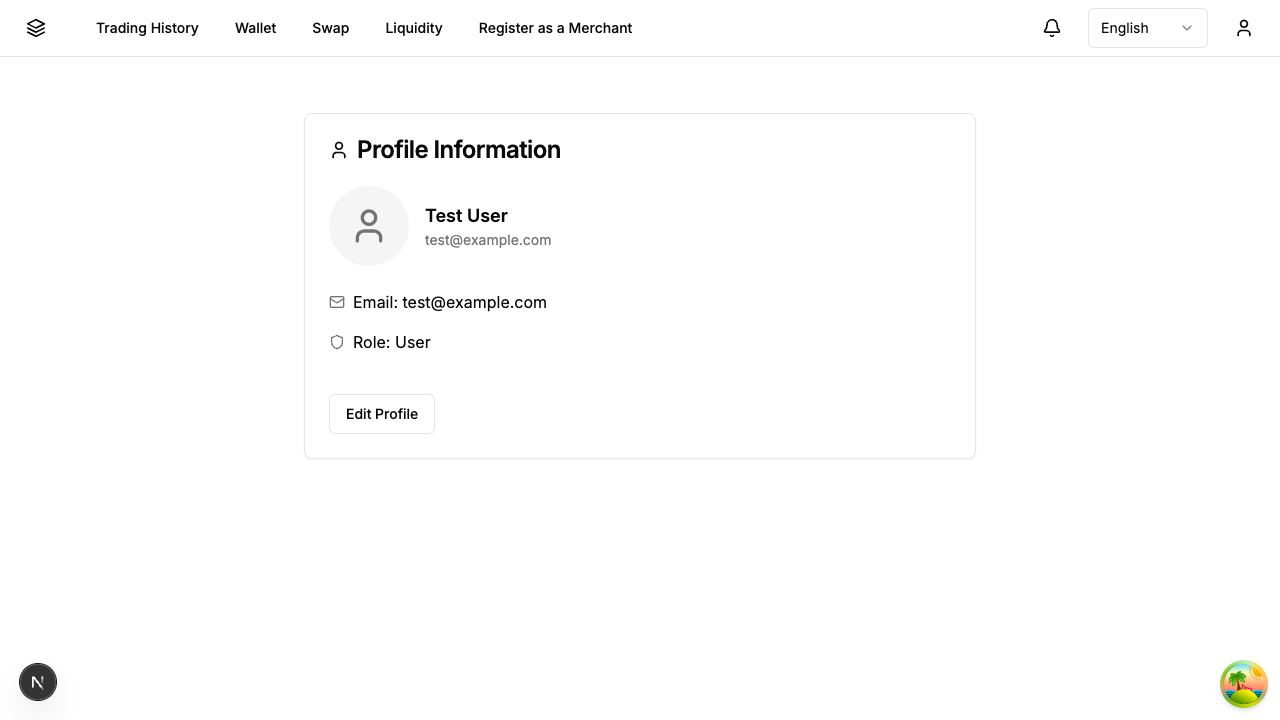 Trading History
Wallet
Swap
Liquidity
Register as a Merchant
English
Profile Information
Test User
test@example.com
Email: test@example.com
Role: User
Edit Profile
N